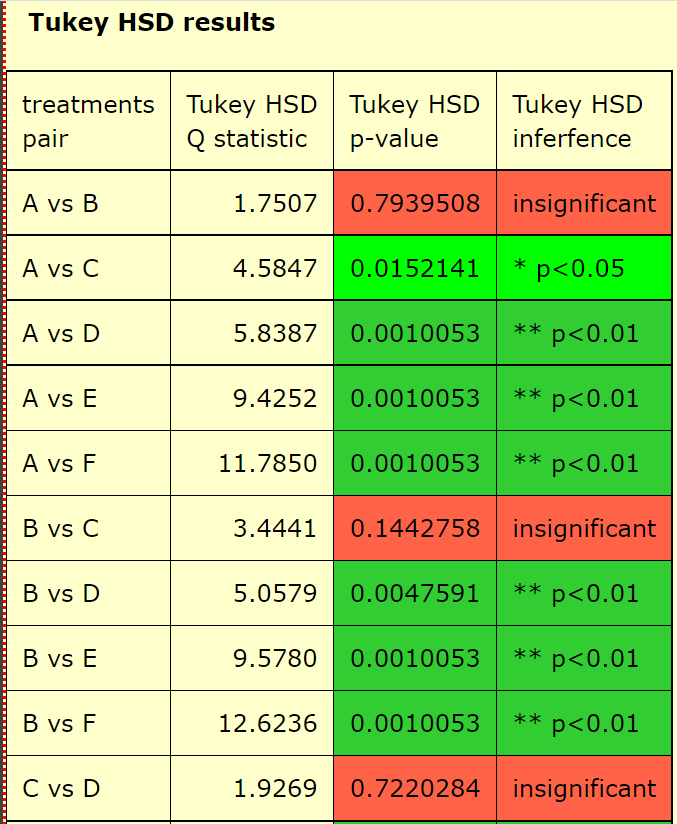 Tukey HSD results
treatments pair Tukey HSD Q statistic Tukey HSD p-value Tukey HSD inferfence
A vs B 1.7507 0.7939508 insignificant
A vs C 4.5847 0.0152141 * p<0.05
A vs D 5.8387 0.0010053 ** p<0.01
A vs E 9.4252 0.0010053 ** p<0.01
A vs F 11.7850 0.0010053 ** p<0.01
B vs C 3.4441 0.1442758 insignificant
B vs D 5.0579 0.0047591 ** p<0.01
B vs E 9.5780 0.0010053 ** p<0.01
B vs F 12.6236 0.0010053 ** p<0.01
C vs D 1.9269 0.7220284 insignificant